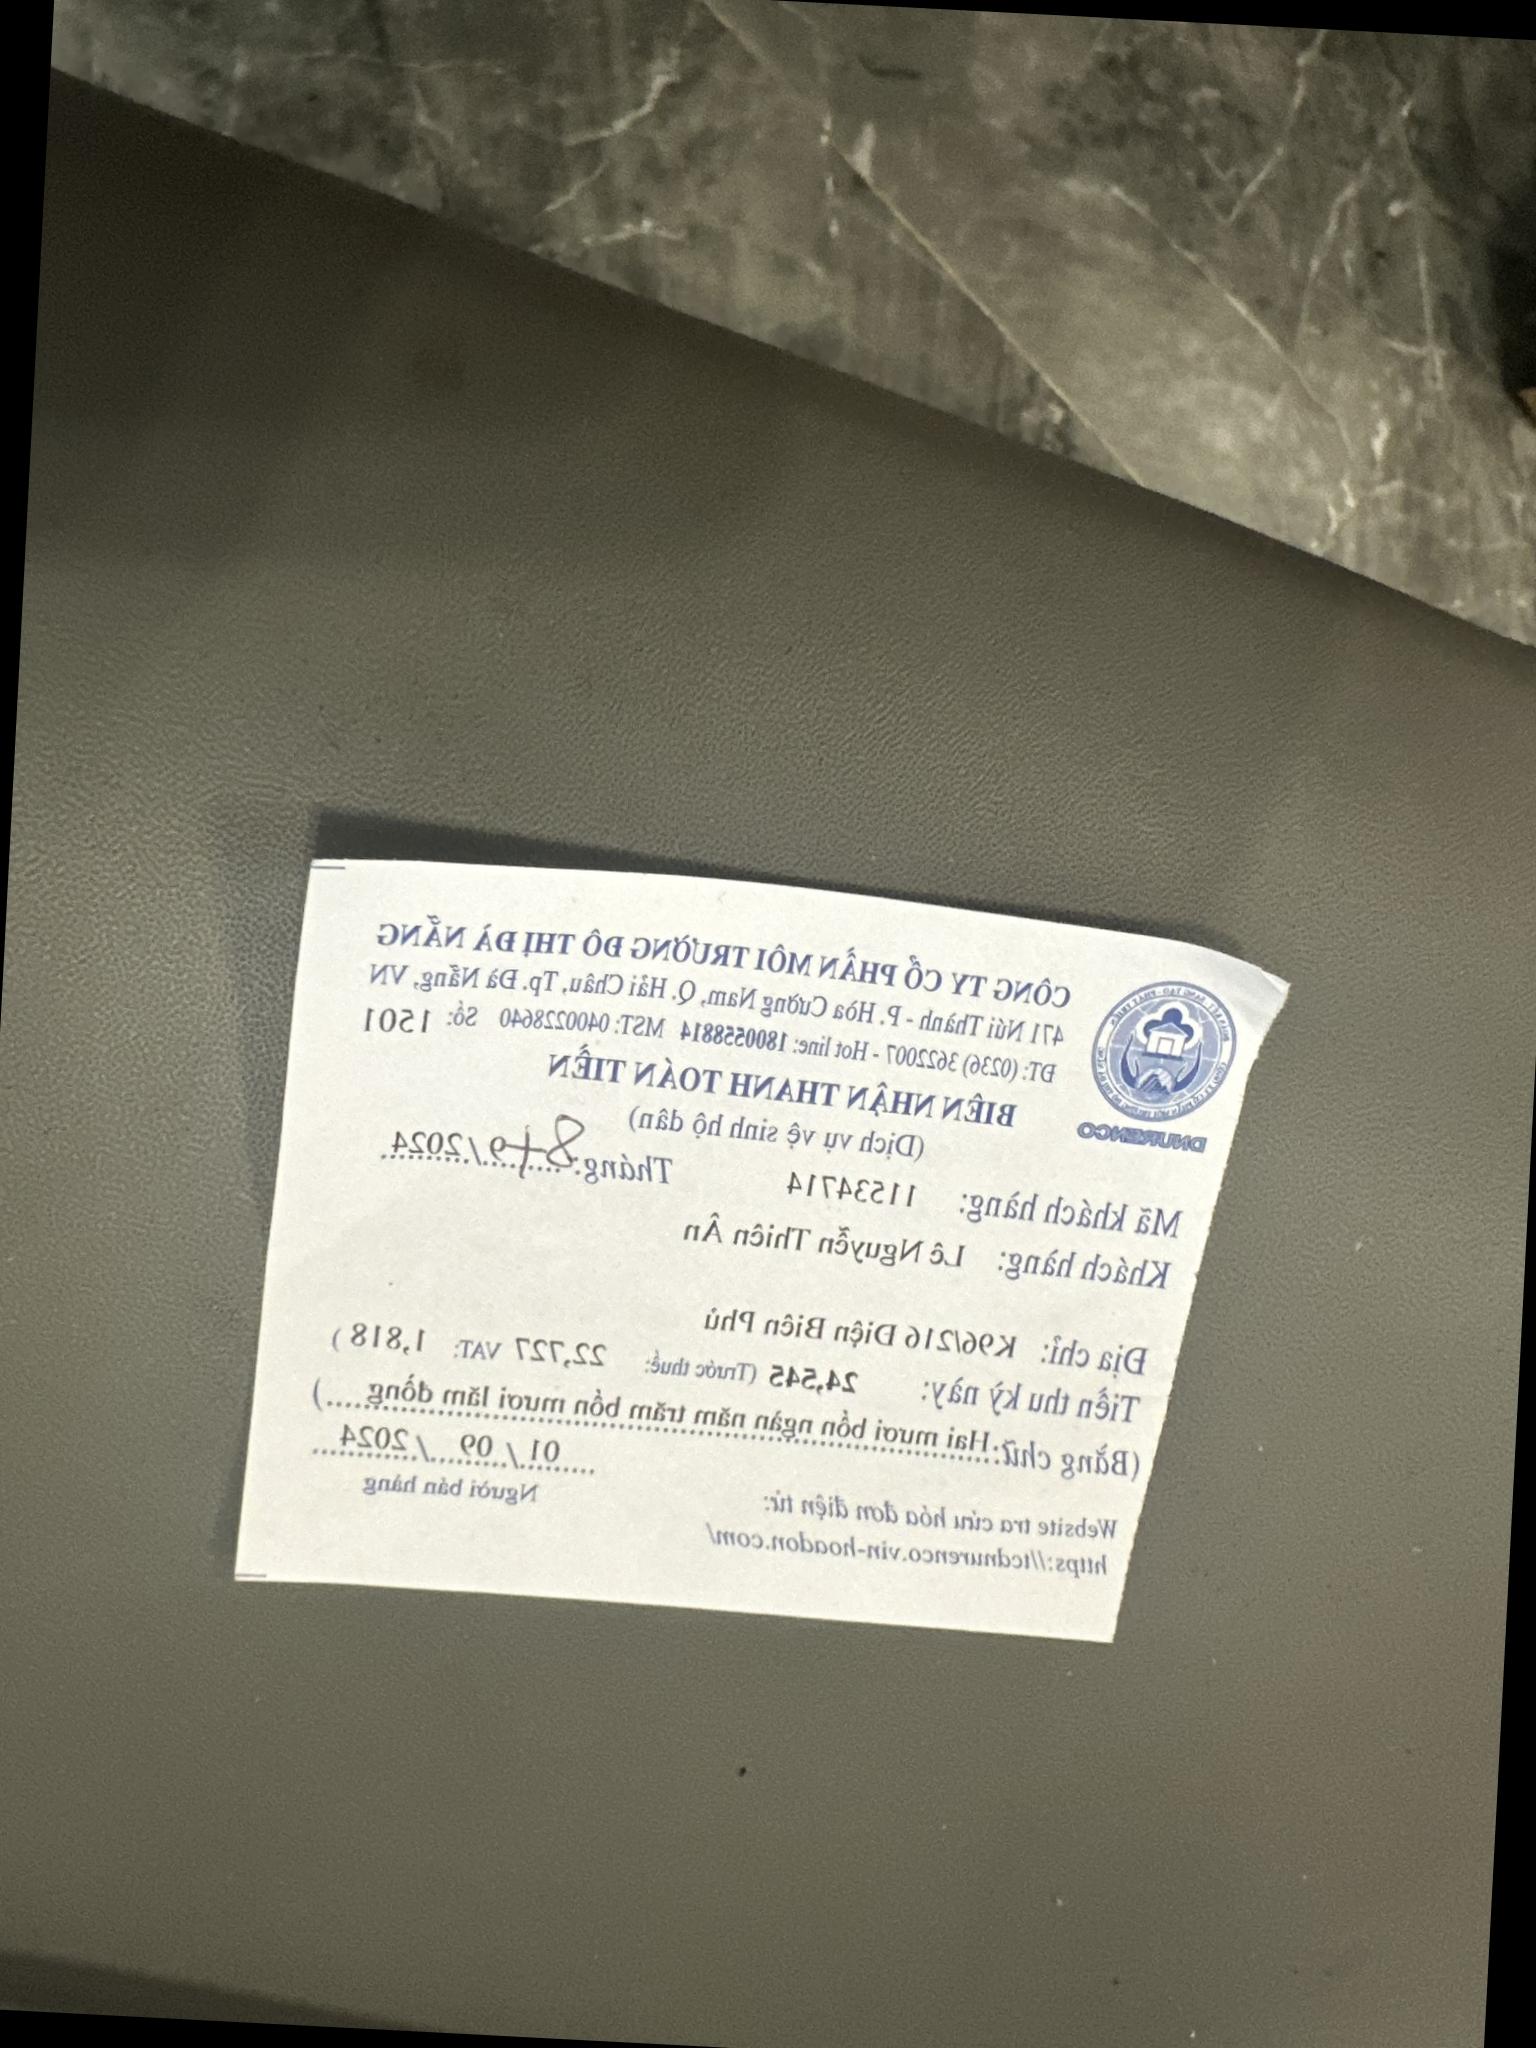 CÔNG TY CỔ PHẦN MÔI TRƯỜNG ĐÔ THỊ ĐÀ NẴNG
471 Núi Thành - P. Hòa Cường Nam, Q. Hải Châu, Tp. Đà Nẵng, VN
ĐT: (0236) 3622007 - Hot line: 1800558814 MST: 0400228640 Số: 1501
DNURENCO
BIÊN NHẬN THANH TOÁN TIỀN
(Dịch vụ vệ sinh hộ dân)
Mã khách hàng: 11534714 Tháng: 8+9/2024
Khách hàng: Lê Nguyễn Thiên Ân
Địa chỉ: K96/216 Điện Biên Phủ
Tiền thu kỳ này: 24,545 (Trước thuế: 22,727 VAT: 1,818 )
(Bằng chữ: Hai mươi bốn ngàn năm trăm bốn mươi lăm đồng.....)
01 / 09 / 2024
Người bán hàng
Website tra cứu hóa đơn điện tử:
https://tcdnurenco.vin-hoadon.com/